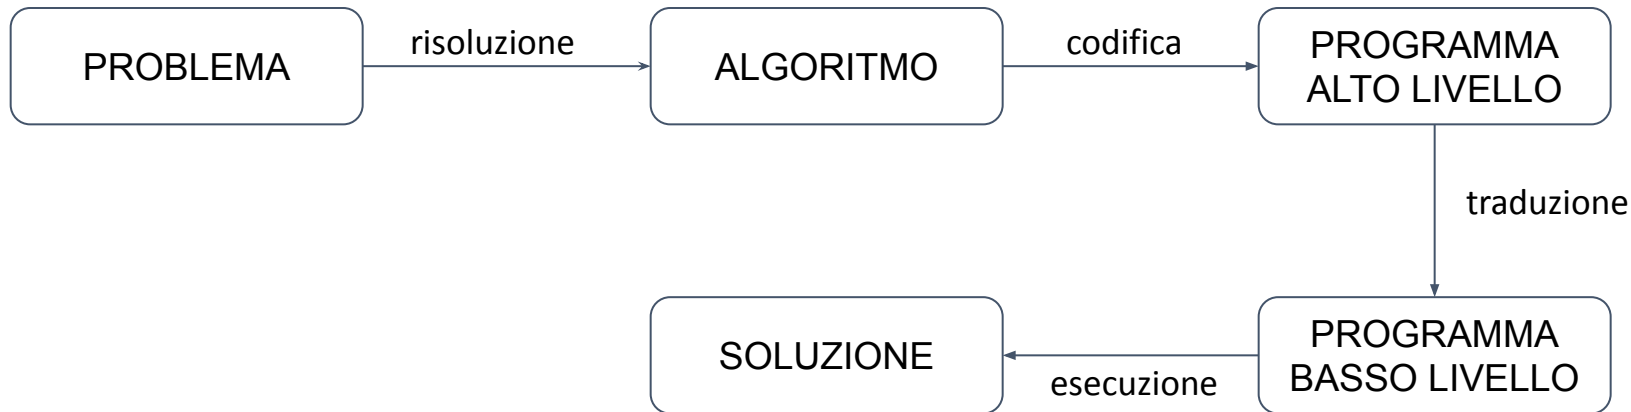 PROBLEMA
risoluzione
ALGORITMO
codifica
PROGRAMMA
ALTO LIVELLO
traduzione
PROGRAMMA
BASSO LIVELLO
esecuzione
SOLUZIONE